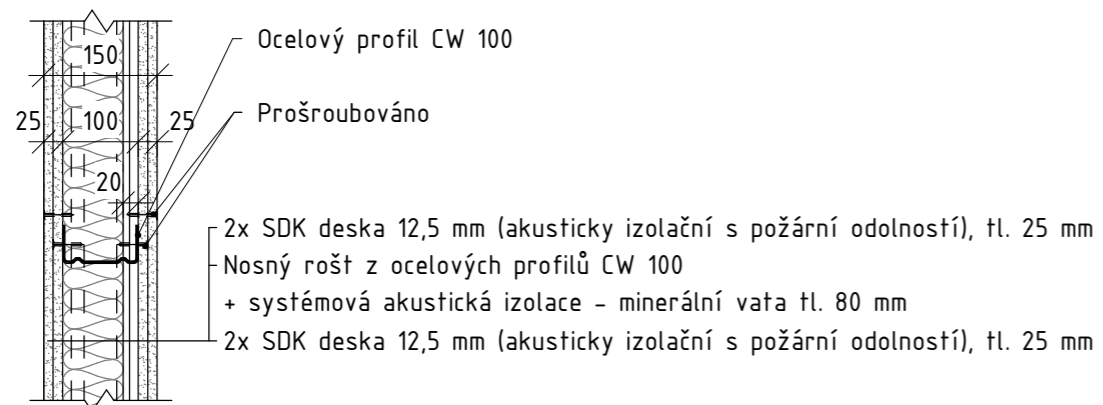 150
Ocelový profil CW 100
25
100
25
Prošroubováno
20
2x SDK deska 12,5 mm (akusticky izolační s požární odolností), tl. 25 mm
Nosný rošt z ocelových profilů CW 100
+ systémová akustická izolace - minerální vata tl. 80 mm
2x SDK deska 12,5 mm (akusticky izolační s požární odolností), tl. 25 mm